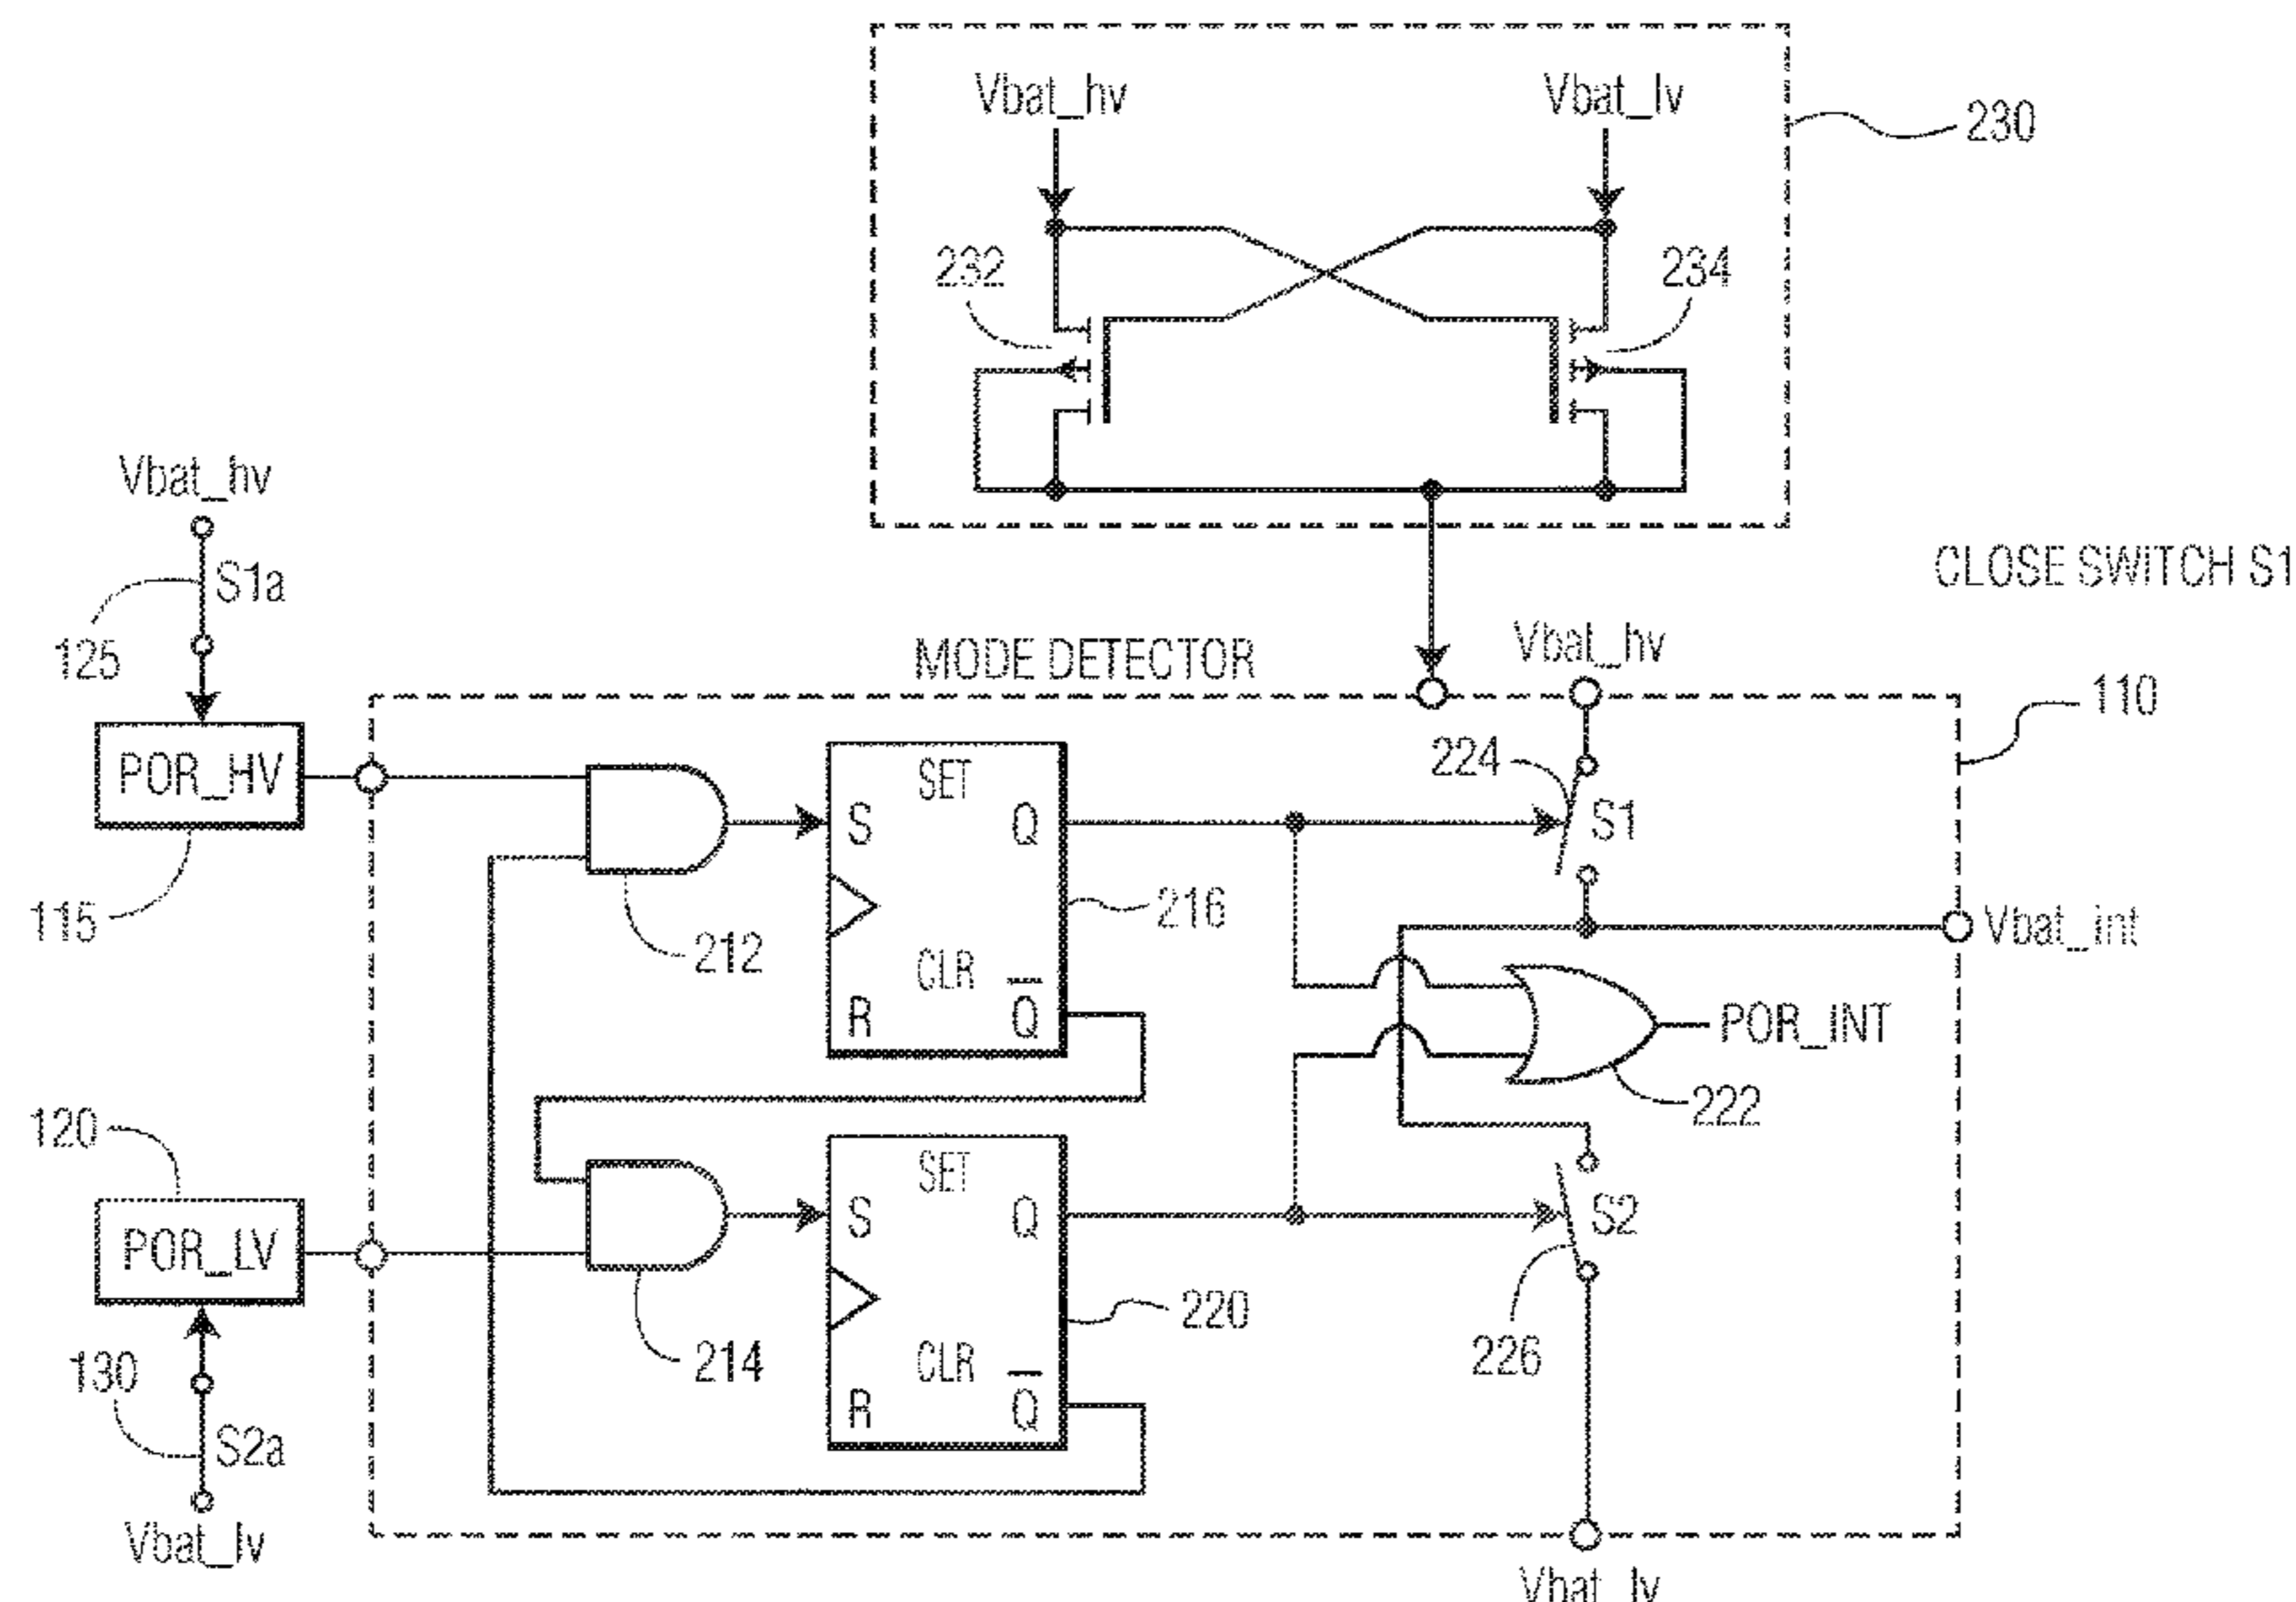 Vbat_hv
Vbat_lv
230
232
234
Vbat_hv
S1a
125
CLOSE SWITCH S1
MODE DETECTOR
Vbat_hv
110
POR_HV
115
212
SET
S
Q
CLR
R
Q
216
224
S1
Vbat_int
POR_INT
222
120
POR_LV
130
S2a
Vbat_lv
214
SET
S
Q
CLR
R
Q
220
S2
226
Vbat_lv